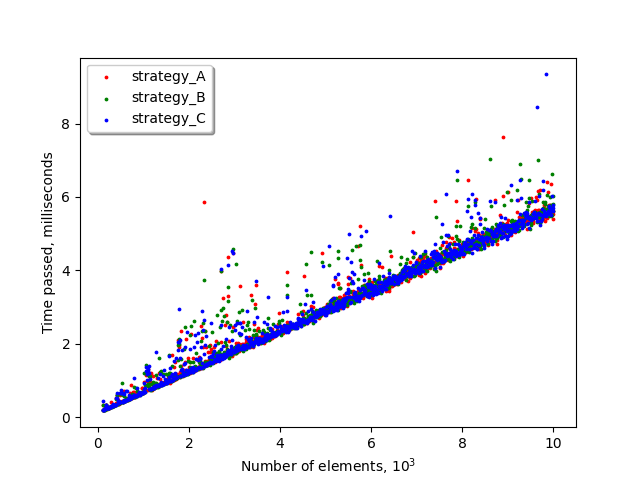 strategy_A
strategy_B
strategy_C
8
6
4
2
0
Time passed, milliseconds
0 2 4 6 8 10
Number of elements, 10³